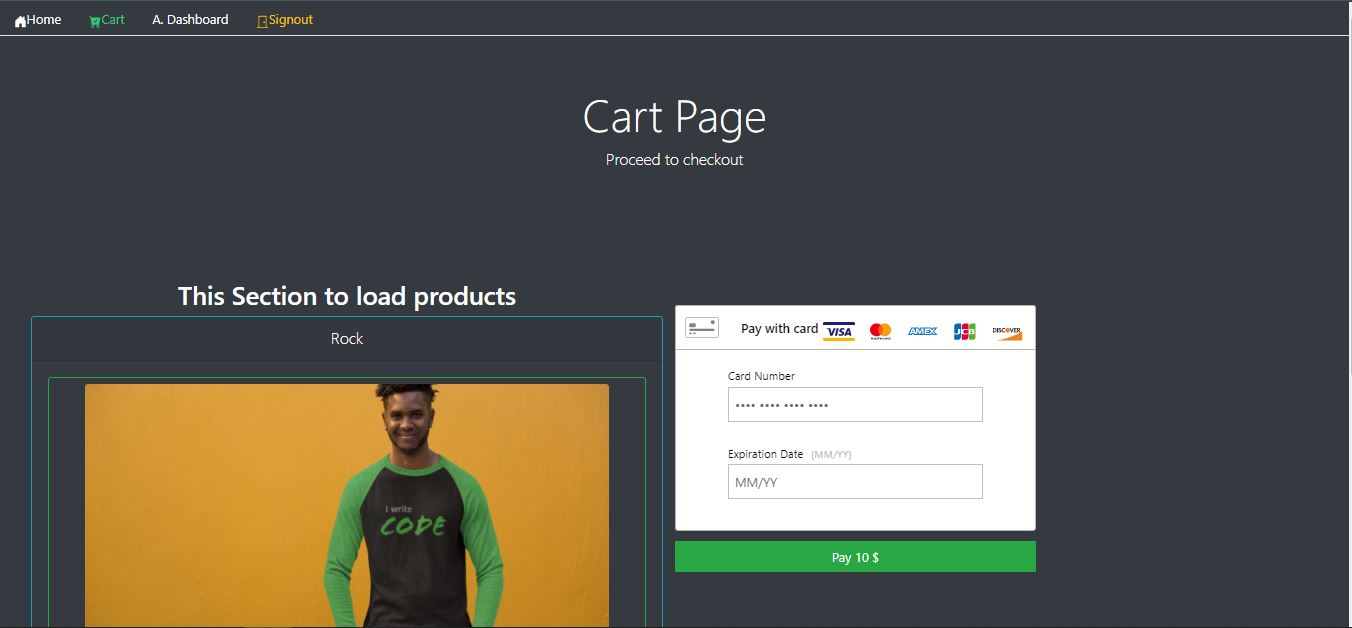 Home Cart A. Dashboard Signout
Cart Page
Proceed to checkout
This Section to load products
Rock
I write
CODE
Pay with card VISA mastercard AMEX JCB DISCOVER
Card Number
•••• •••• •••• ••••
Expiration Date (MM/YY)
MM/YY
Pay 10 $